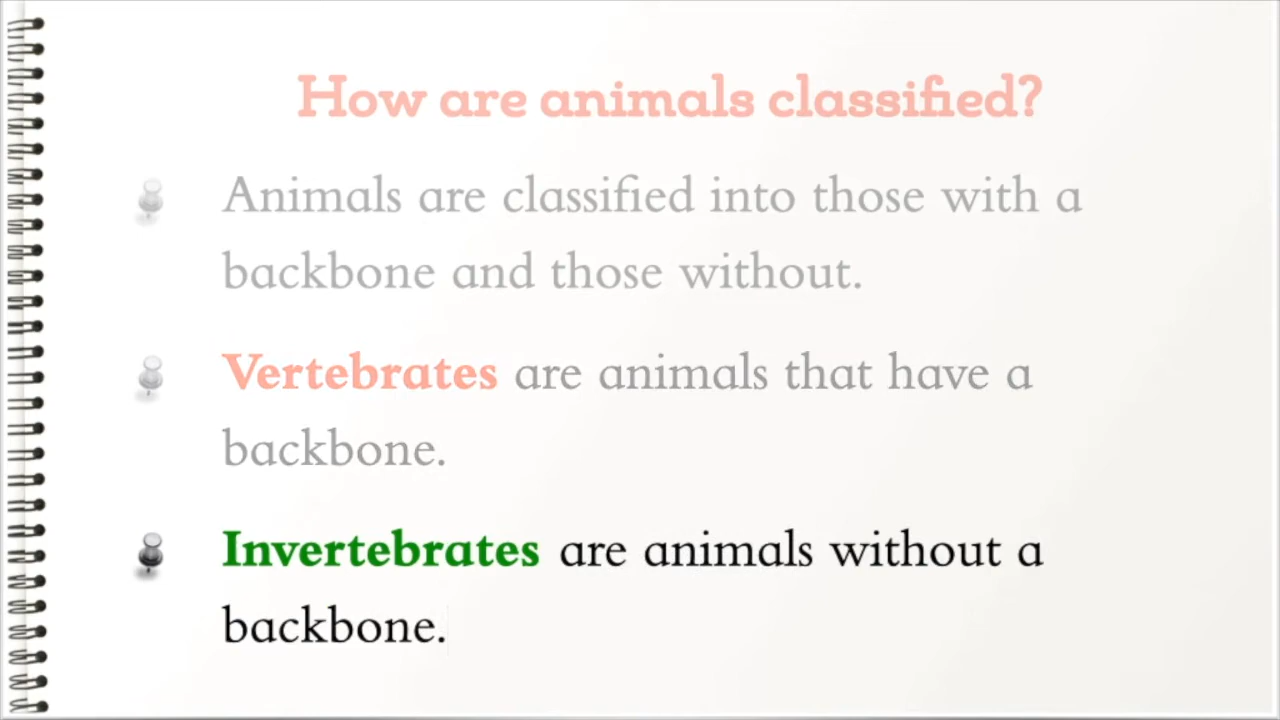 How are animals classified?
Animals are classified into those with a
backbone and those without.
Vertebrates are animals that have a
backbone.
Invertebrates are animals without a
backbone.